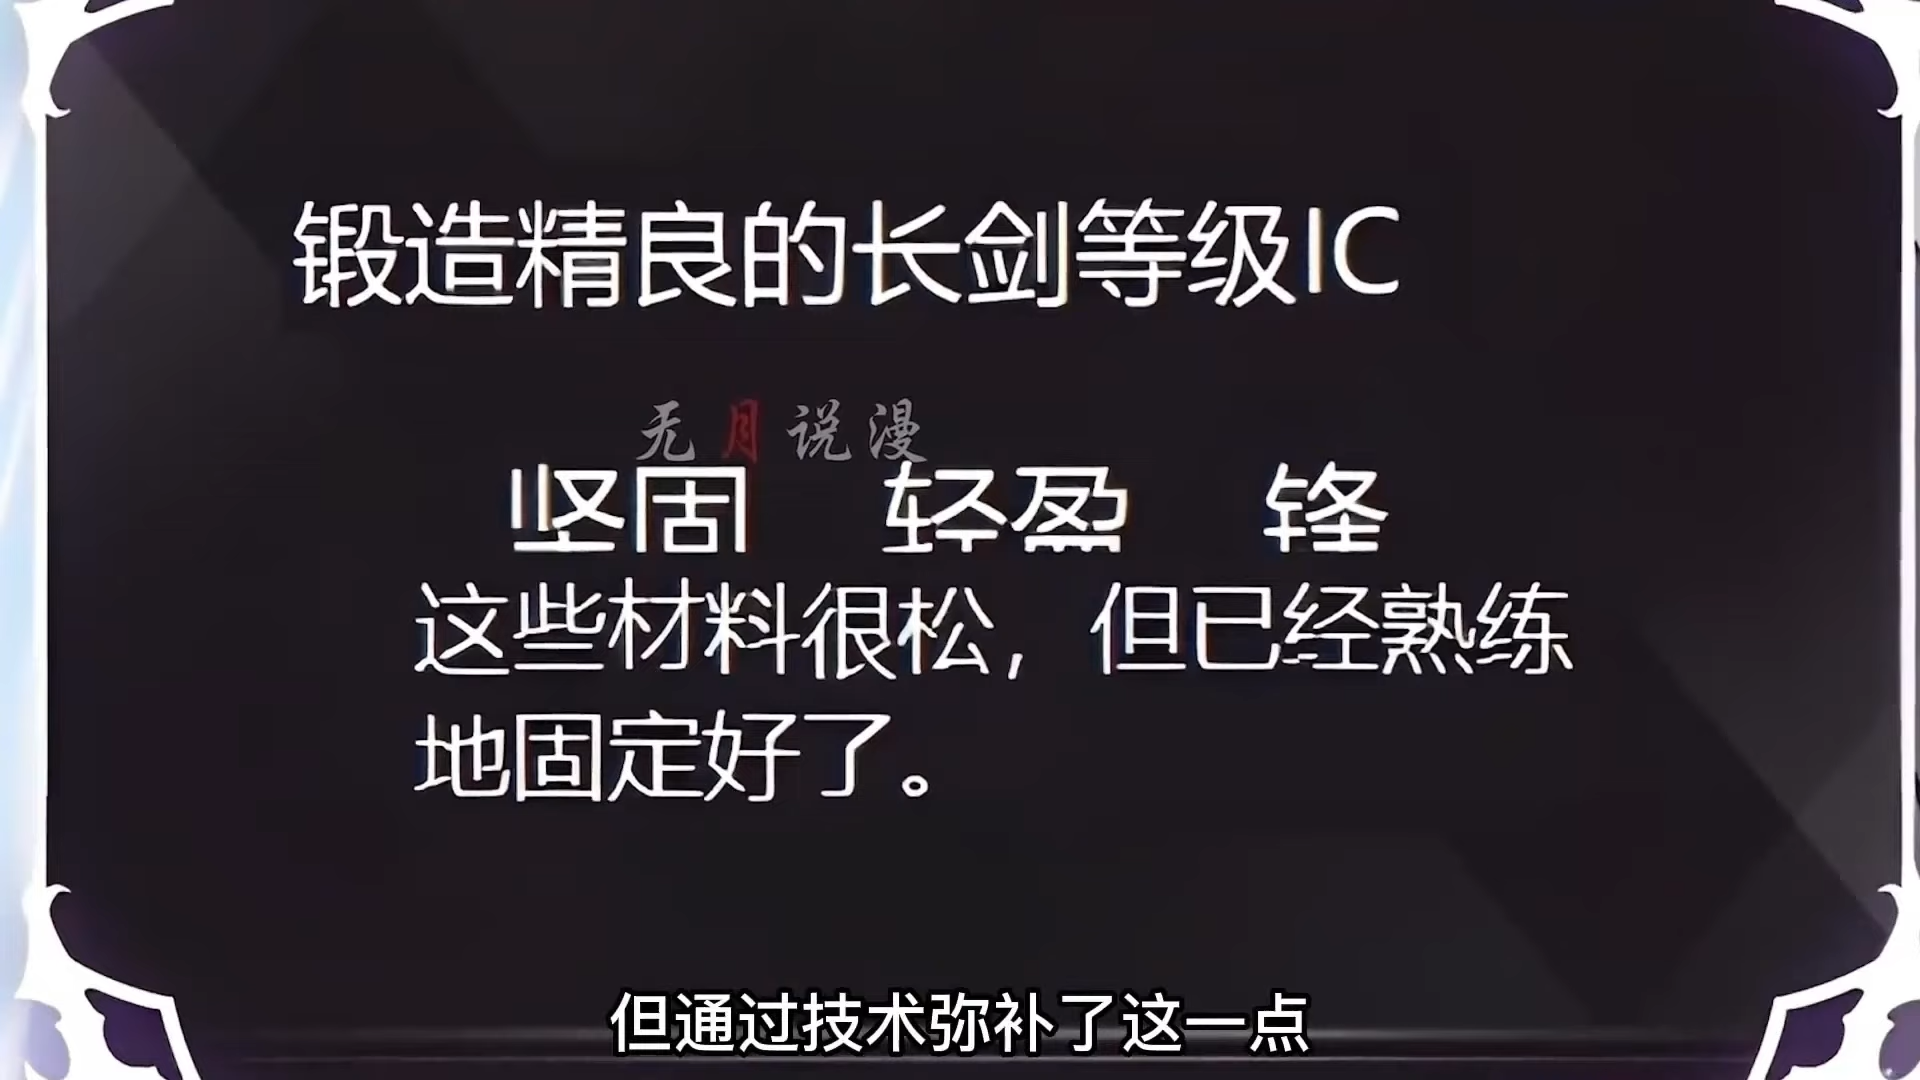 锻造精良的长剑等级IC
无月说漫
坚固 轻盈 锋
这些材料很松，但已经熟练
地固定好了。
但通过技术弥补了这一点